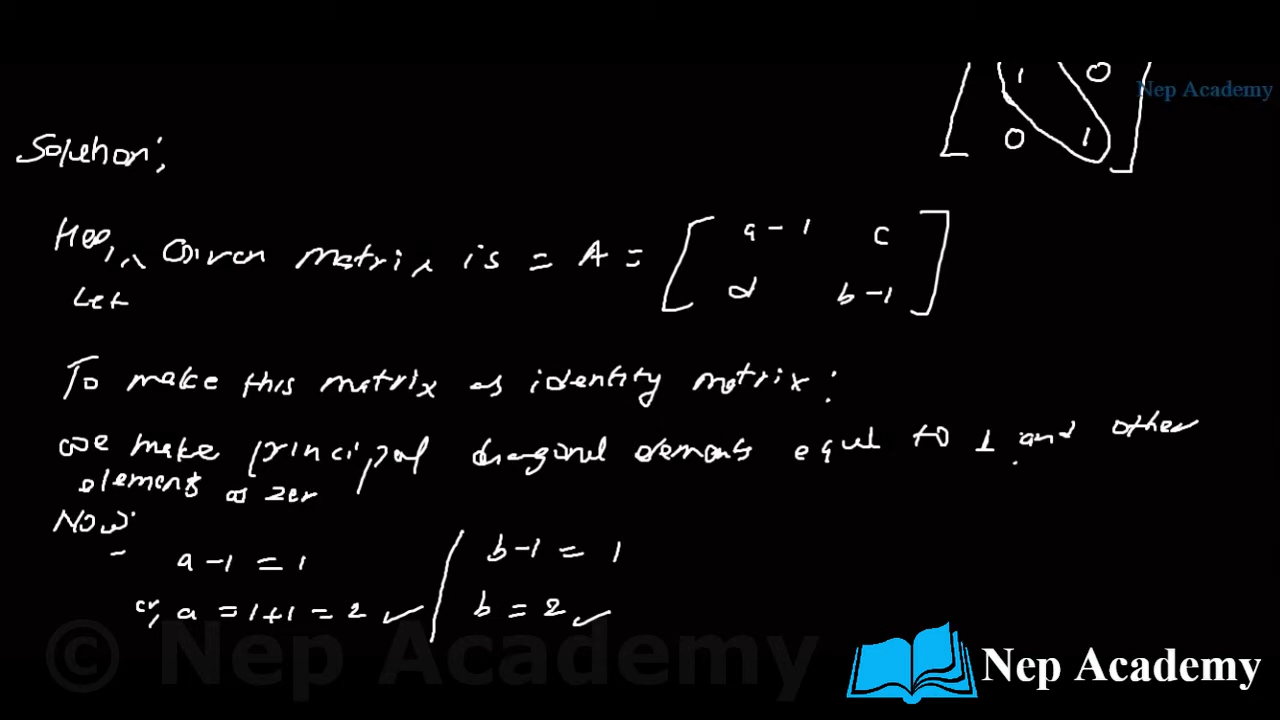 1 0
Nep Academy
0 1
Solution:,
Here, ^ Given matrix is = A = [ a - 1 c
Let
d b - 1 ]
To make this matrix as identity matrix:
we make principal diagonal elements equal to 1 and other
elements as zer
Now:
a - 1 = 1 b - 1 = 1
or, a = 1 + 1 = 2 ✓ b = 2 ✓
© Nep Academy
Nep Academy